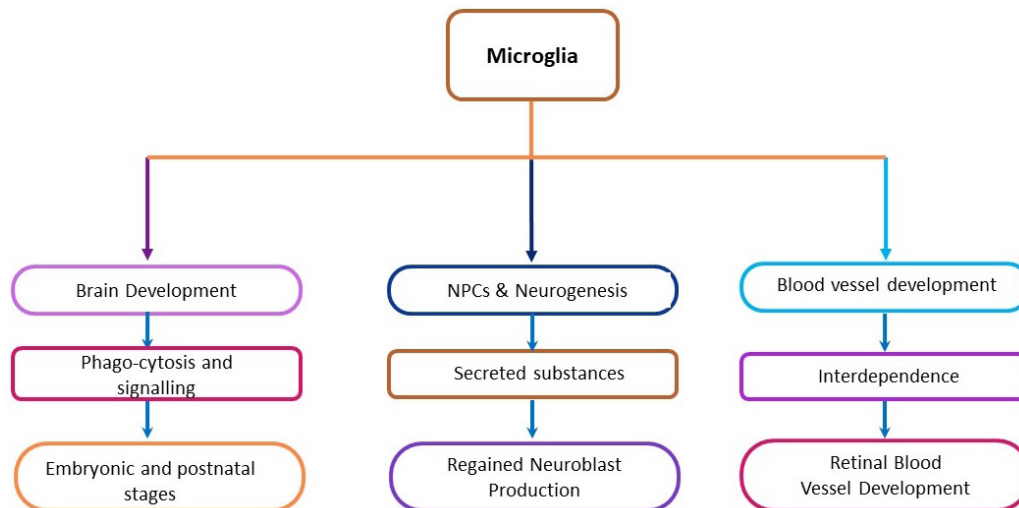 Microglia
Brain Development
NPCs & Neurogenesis
Blood vessel development
Phago-cytosis and
signalling
Secreted substances
Interdependence
Embryonic and postnatal
stages
Regained Neuroblast
Production
Retinal Blood
Vessel Development